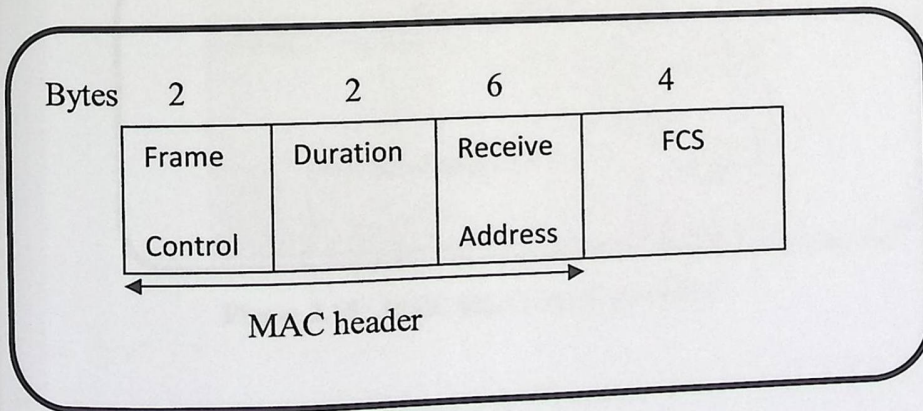 Bytes 2 2 6 4
Frame Duration Receive FCS
Control Address
MAC header